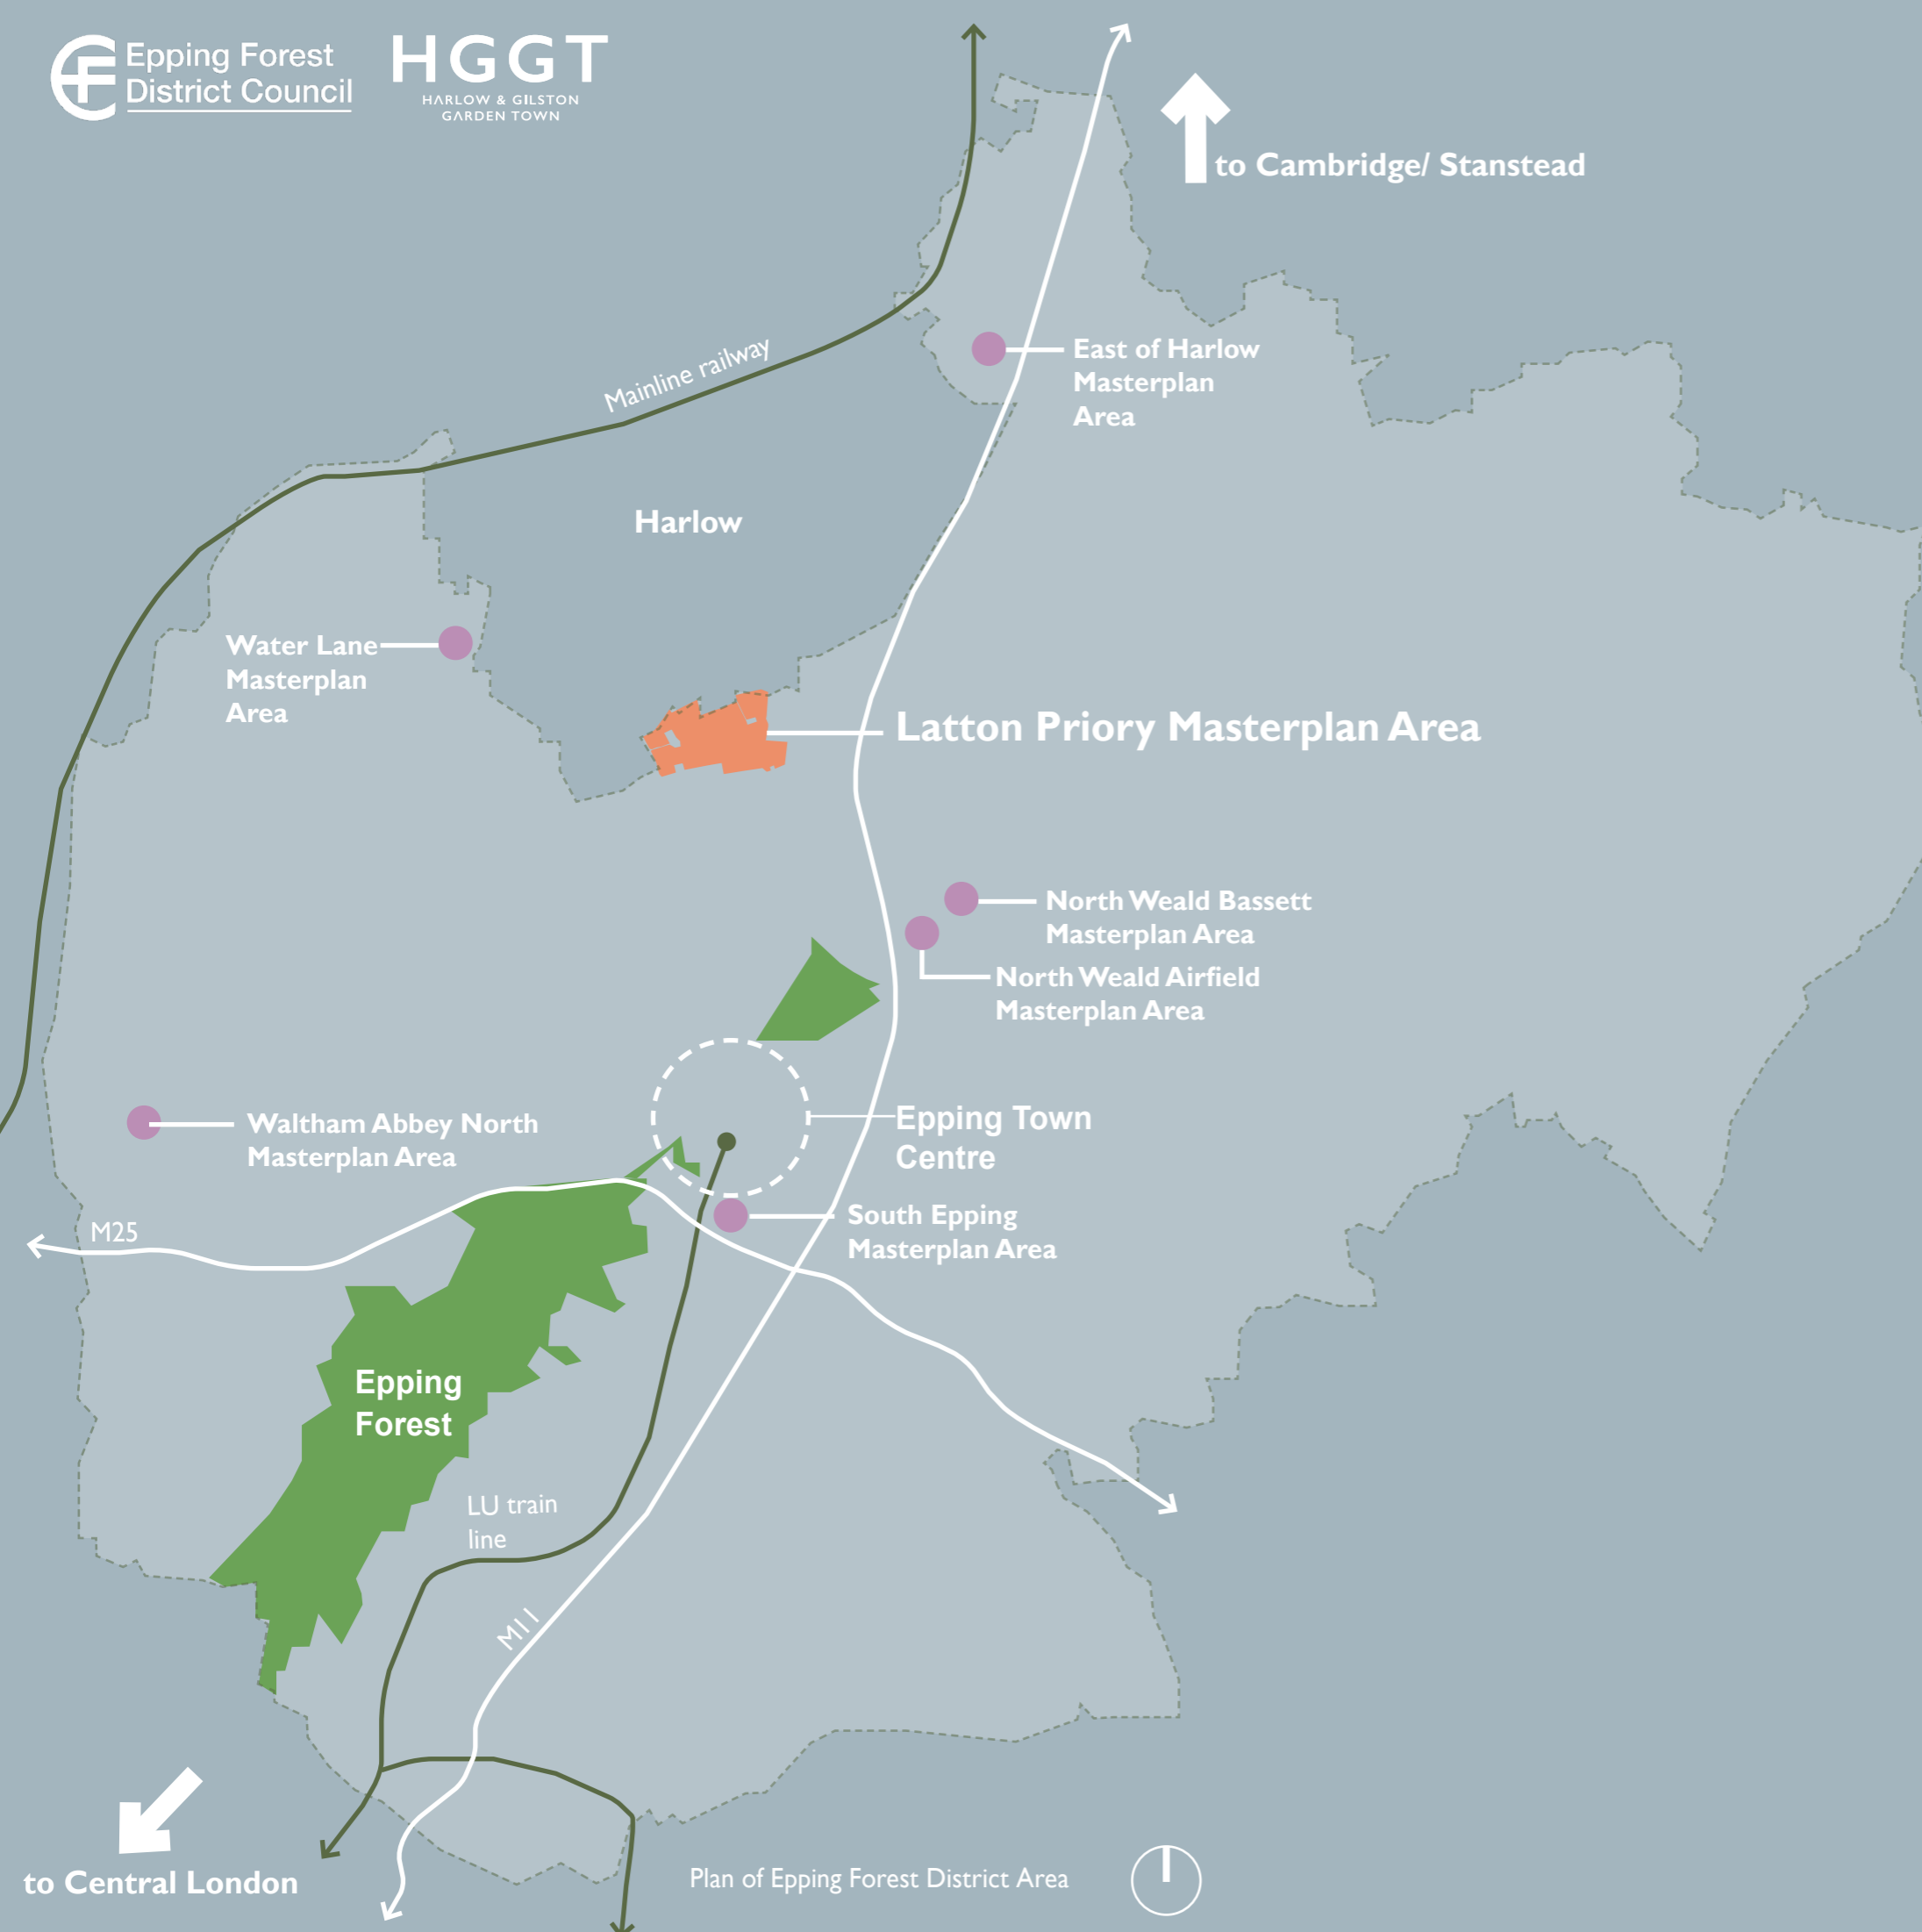 Epping Forest
District Council
HGGT
HARLOW & GILSTON
GARDEN TOWN
to Cambridge/ Stanstead
Mainline railway
East of Harlow
Masterplan
Area
Harlow
Water Lane
Masterplan
Area
Latton Priory Masterplan Area
North Weald Bassett
Masterplan Area
North Weald Airfield
Masterplan Area
Epping Town
Centre
Waltham Abbey North
Masterplan Area
South Epping
Masterplan Area
M25
Epping
Forest
LU train
line
M11
to Central London
Plan of Epping Forest District Area